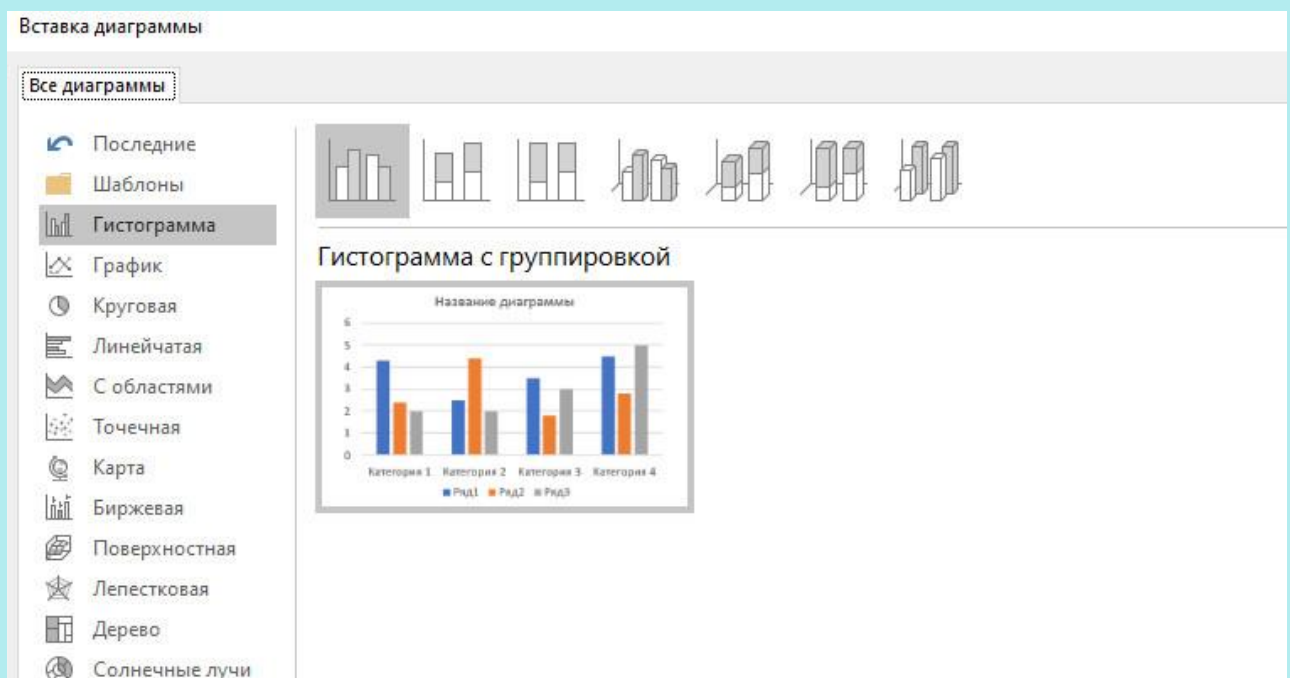 Вставка диаграммы
Все диаграммы
Последние
Шаблоны
Гистограмма
График
Круговая
Линейчатая
С областями
Точечная
Карта
Биржевая
Поверхностная
Лепестковая
Дерево
Солнечные лучи
Гистограмма с группировкой
Название диаграммы
6
5
4
3
2
1
0
Категория 1 Категория 2 Категория 3 Категория 4
Ряд1 Ряд2 Ряд3